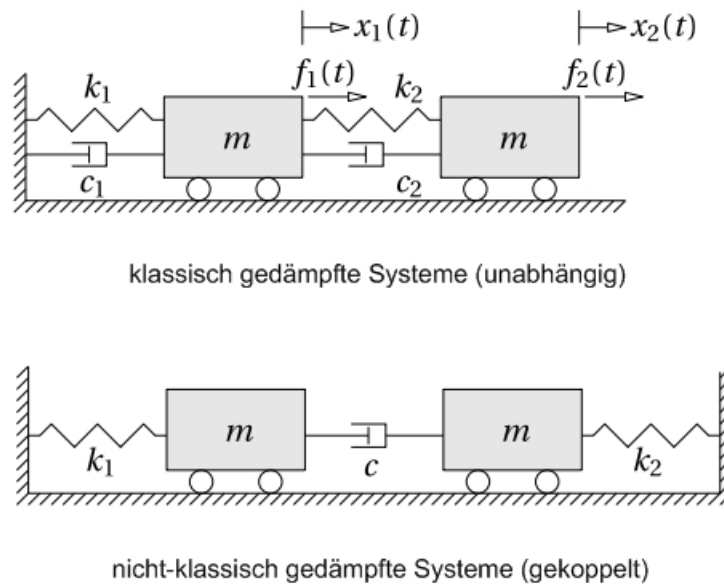 x₁(t) x₂(t)
f₁(t) f₂(t)
k₁ k₂
m m
c₁ c₂
klassisch gedämpfte Systeme (unabhängig)
m m
k₁ c k₂
nicht-klassisch gedämpfte Systeme (gekoppelt)